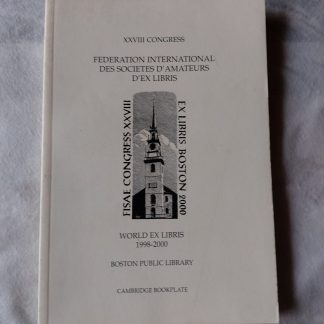 XXVIII CONGRESS
FEDERATION INTERNATIONAL
DES SOCIETES D'AMATEURS
D'EX LIBRIS
FISAE CONGRESS XXVIII
EX LIBRIS BOSTON 2000
WORLD EX LIBRIS
1998-2000
BOSTON PUBLIC LIBRARY
CAMBRIDGE BOOKPLATE